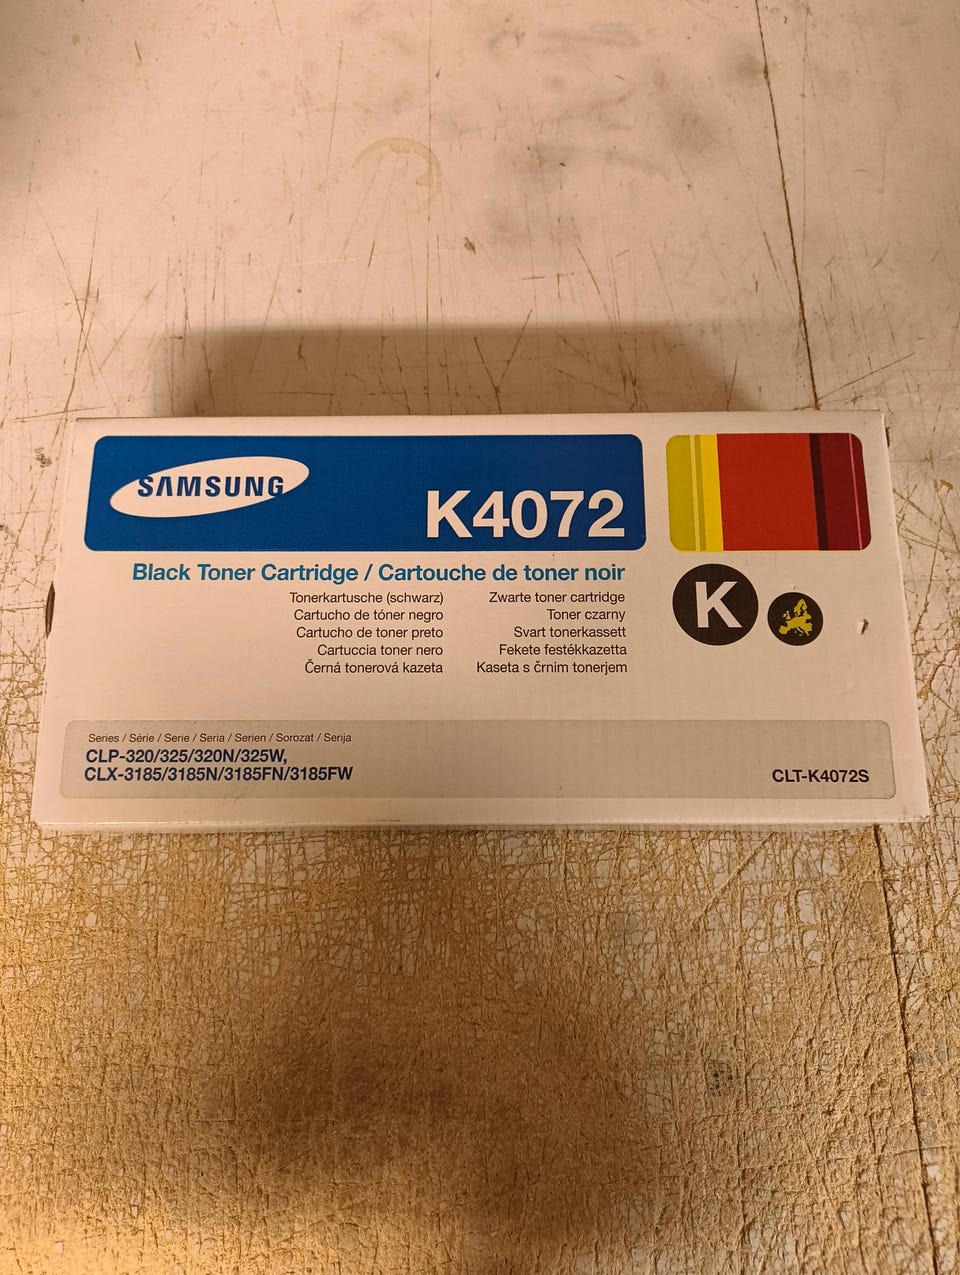 SAMSUNG
K4072
Black Toner Cartridge / Cartouche de toner noir
Tonerkartusche (schwarz)
Cartucho de tóner negro
Cartucho de toner preto
Cartuccia toner nero
Černá tonerová kazeta
Zwarte toner cartridge
Toner czarny
Svart tonerkassett
Fekete festékkazetta
Kaseta s črnim tonerjem
K
Series / Série / Serie / Seria / Serien / Sorozat / Serija
CLP-320/325/320N/325W,
CLX-3185/3185N/3185FN/3185FW
CLT-K4072S